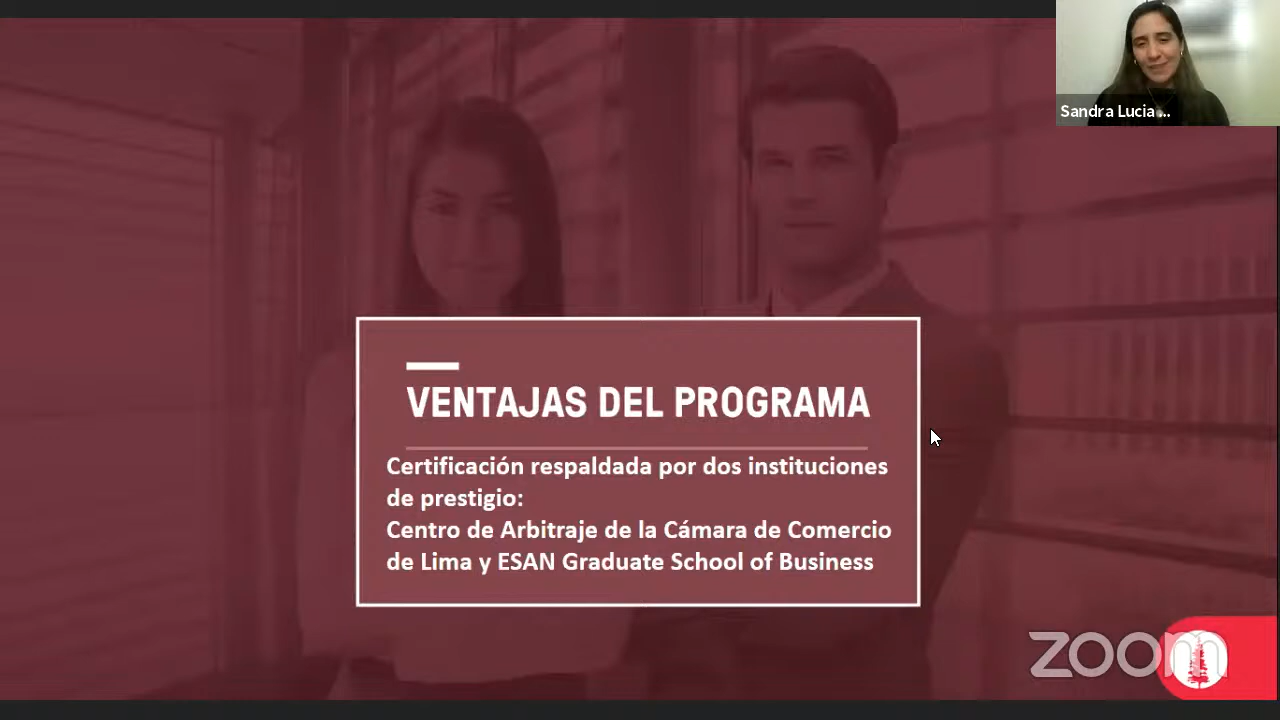 Sandra Lucia ...
VENTAJAS DEL PROGRAMA
Certificación respaldada por dos instituciones
de prestigio:
Centro de Arbitraje de la Cámara de Comercio
de Lima y ESAN Graduate School of Business
zoom